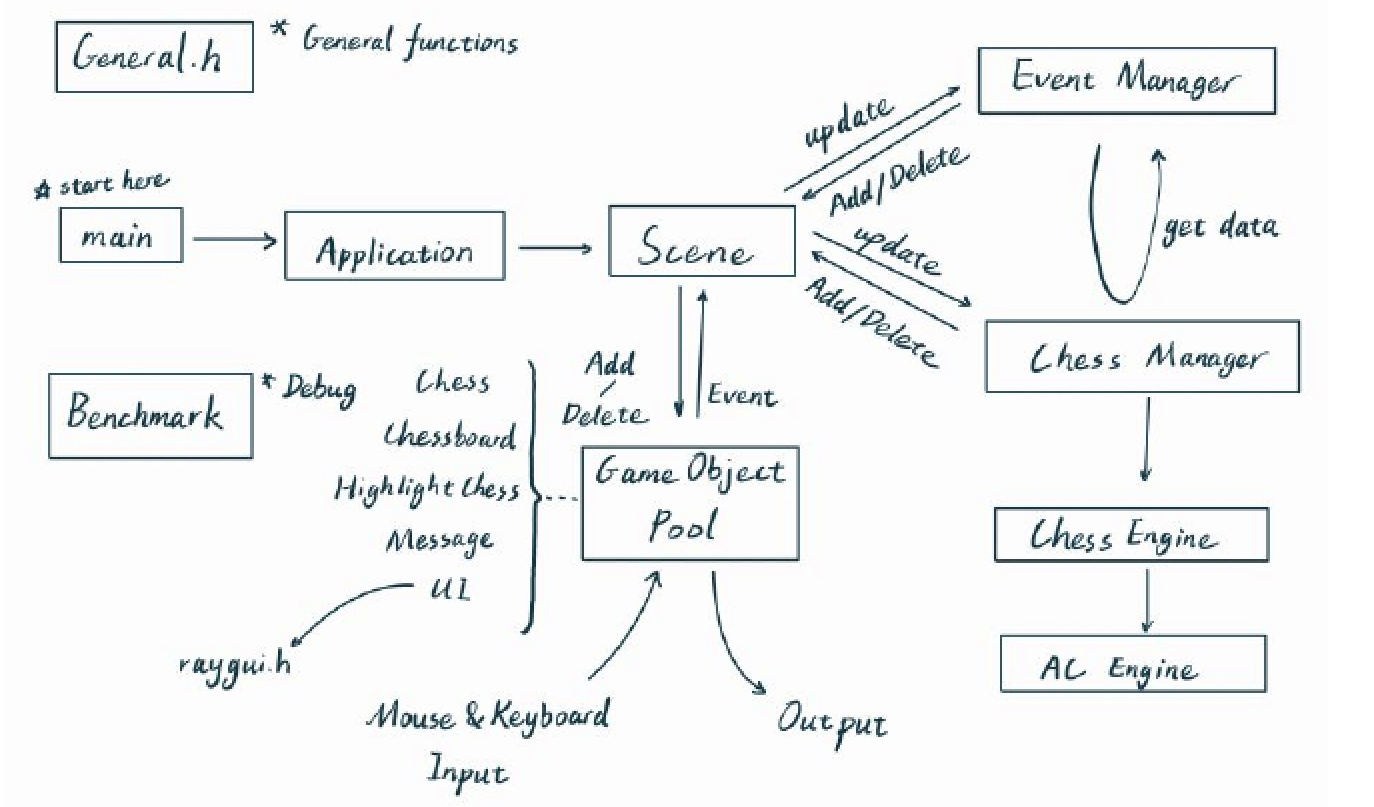 General.h
* General functions
Event Manager
update
Add/Delete
☆ start here
main
Application
Scene
get data
update
Add/Delete
Chess Manager
Benchmark
* Debug
Chess
Chessboard
Highlight Chess
Message
UI
raygui.h
Add
/
Delete
Event
Game Object
Pool
Chess Engine
AC Engine
Mouse & Keyboard
Input
Output